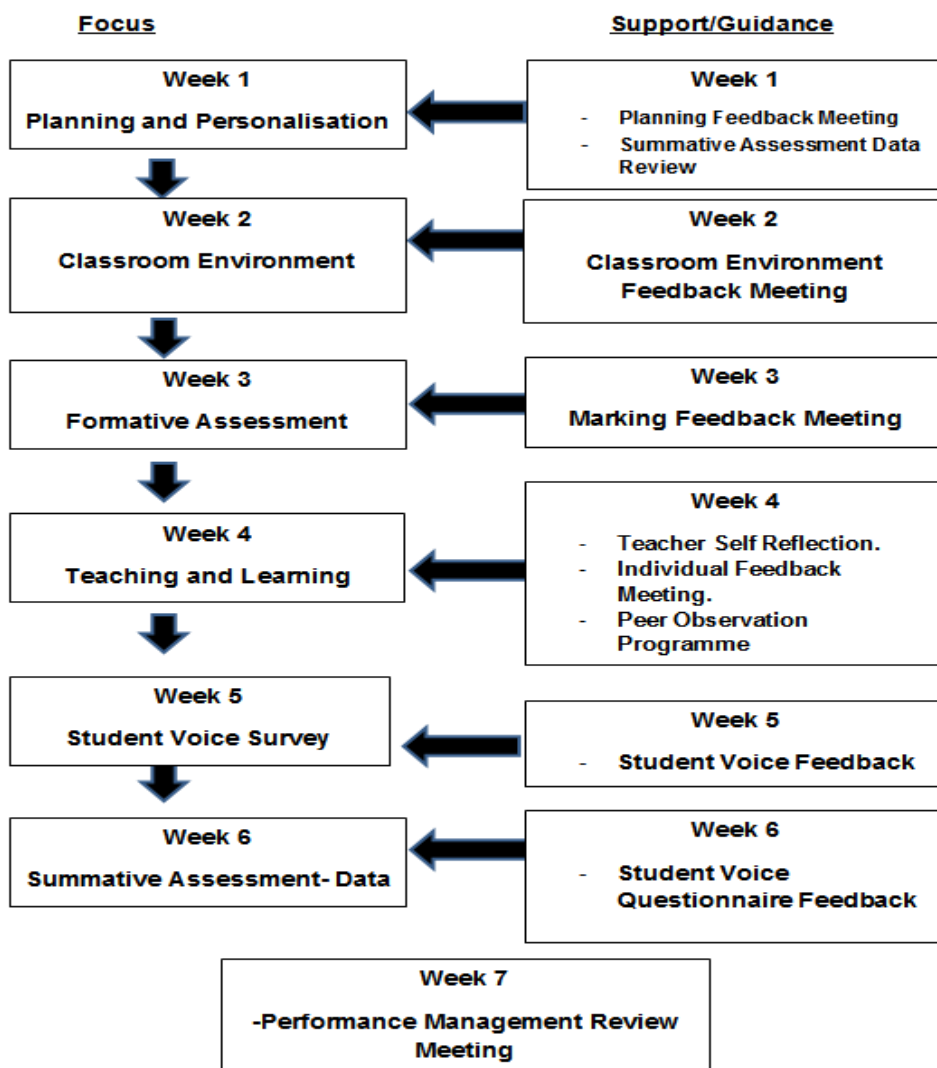 Focus
Support/Guidance
Week 1
Planning and Personalisation
Week 1
- Planning Feedback Meeting
- Summative Assessment Data
Review
Week 2
Classroom Environment
Week 2
Classroom Environment
Feedback Meeting
Week 3
Formative Assessment
Week 3
Marking Feedback Meeting
Week 4
Teaching and Learning
Week 4
- Teacher Self Reflection.
- Individual Feedback
Meeting.
- Peer Observation
Programme
Week 5
Student Voice Survey
Week 5
- Student Voice Feedback
Week 6
Summative Assessment- Data
Week 6
- Student Voice
Questionnaire Feedback
Week 7
-Performance Management Review
Meeting